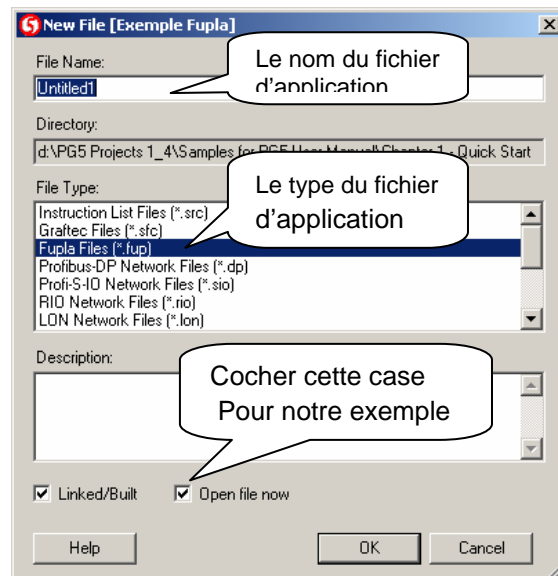 New File [Exemple Fupla]
File Name:
Le nom du fichier
d'application
Untitled1
Directory:
d:\PG5 Projects 1_4\Samples for PG5 User Manual\Chapter 1 - Quick Start
File Type:
Le type du fichier
d'application
Instruction List Files (*.src)
Graftec Files (*.sfc)
Fupla Files (*.fup)
Profibus-DP Network Files (*.dp)
Profi-S-IO Network Files (*.sio)
RIO Network Files (*.rio)
LON Network Files (*.lon)
Description:
Cocher cette case
Pour notre exemple
Linked/Built Open file now
Help OK Cancel